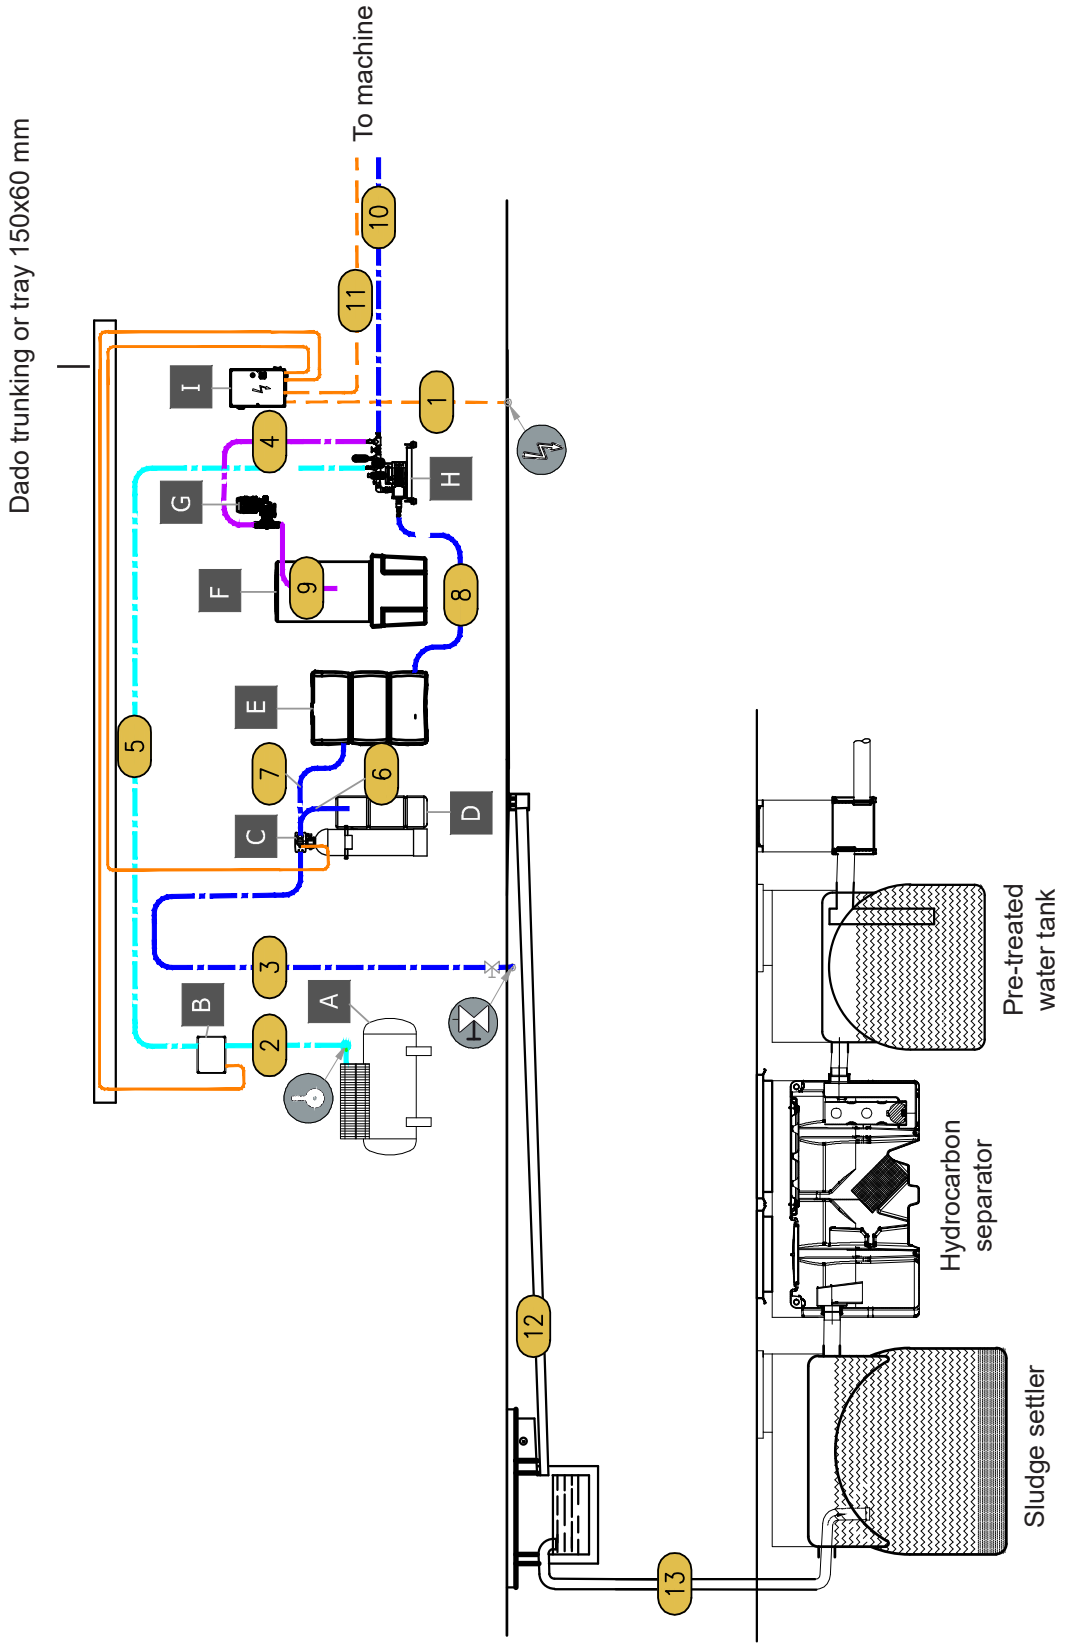 Dado trunking or tray 150x60 mm
To machine
I
G
F
E
C
D
B
A
H
1
2
3
4
5
6
7
8
9
10
11
12
13
Sludge settler
Hydrocarbon
separator
Pre-treated
water tank